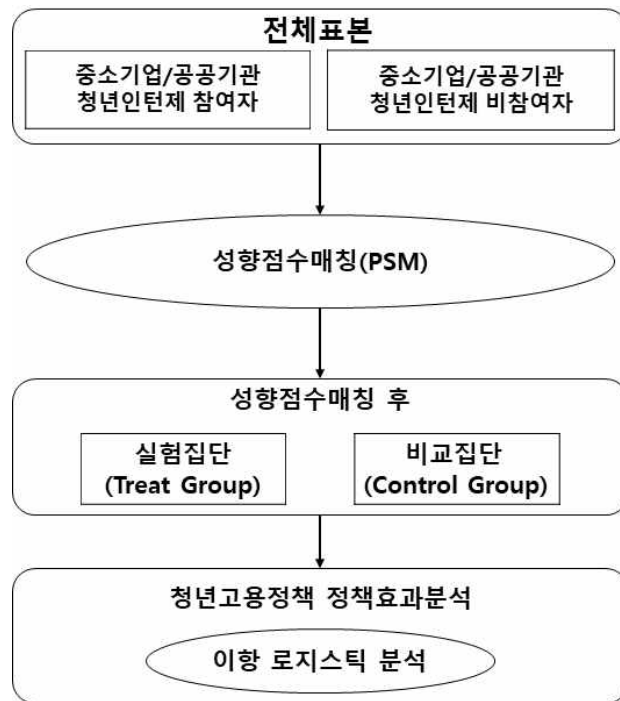 전체표본
중소기업/공공기관
청년인턴제 참여자
중소기업/공공기관
청년인턴제 비참여자
성향점수매칭(PSM)
성향점수매칭 후
실험집단
(Treat Group)
비교집단
(Control Group)
청년고용정책 정책효과분석
이항 로지스틱 분석